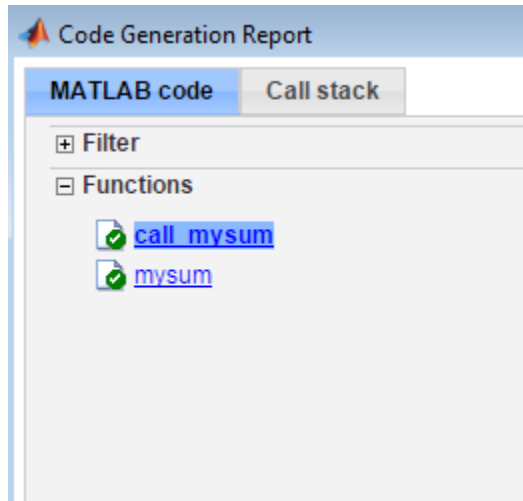 Code Generation Report
MATLAB code Call stack
Filter
Functions
call_mysum
mysum